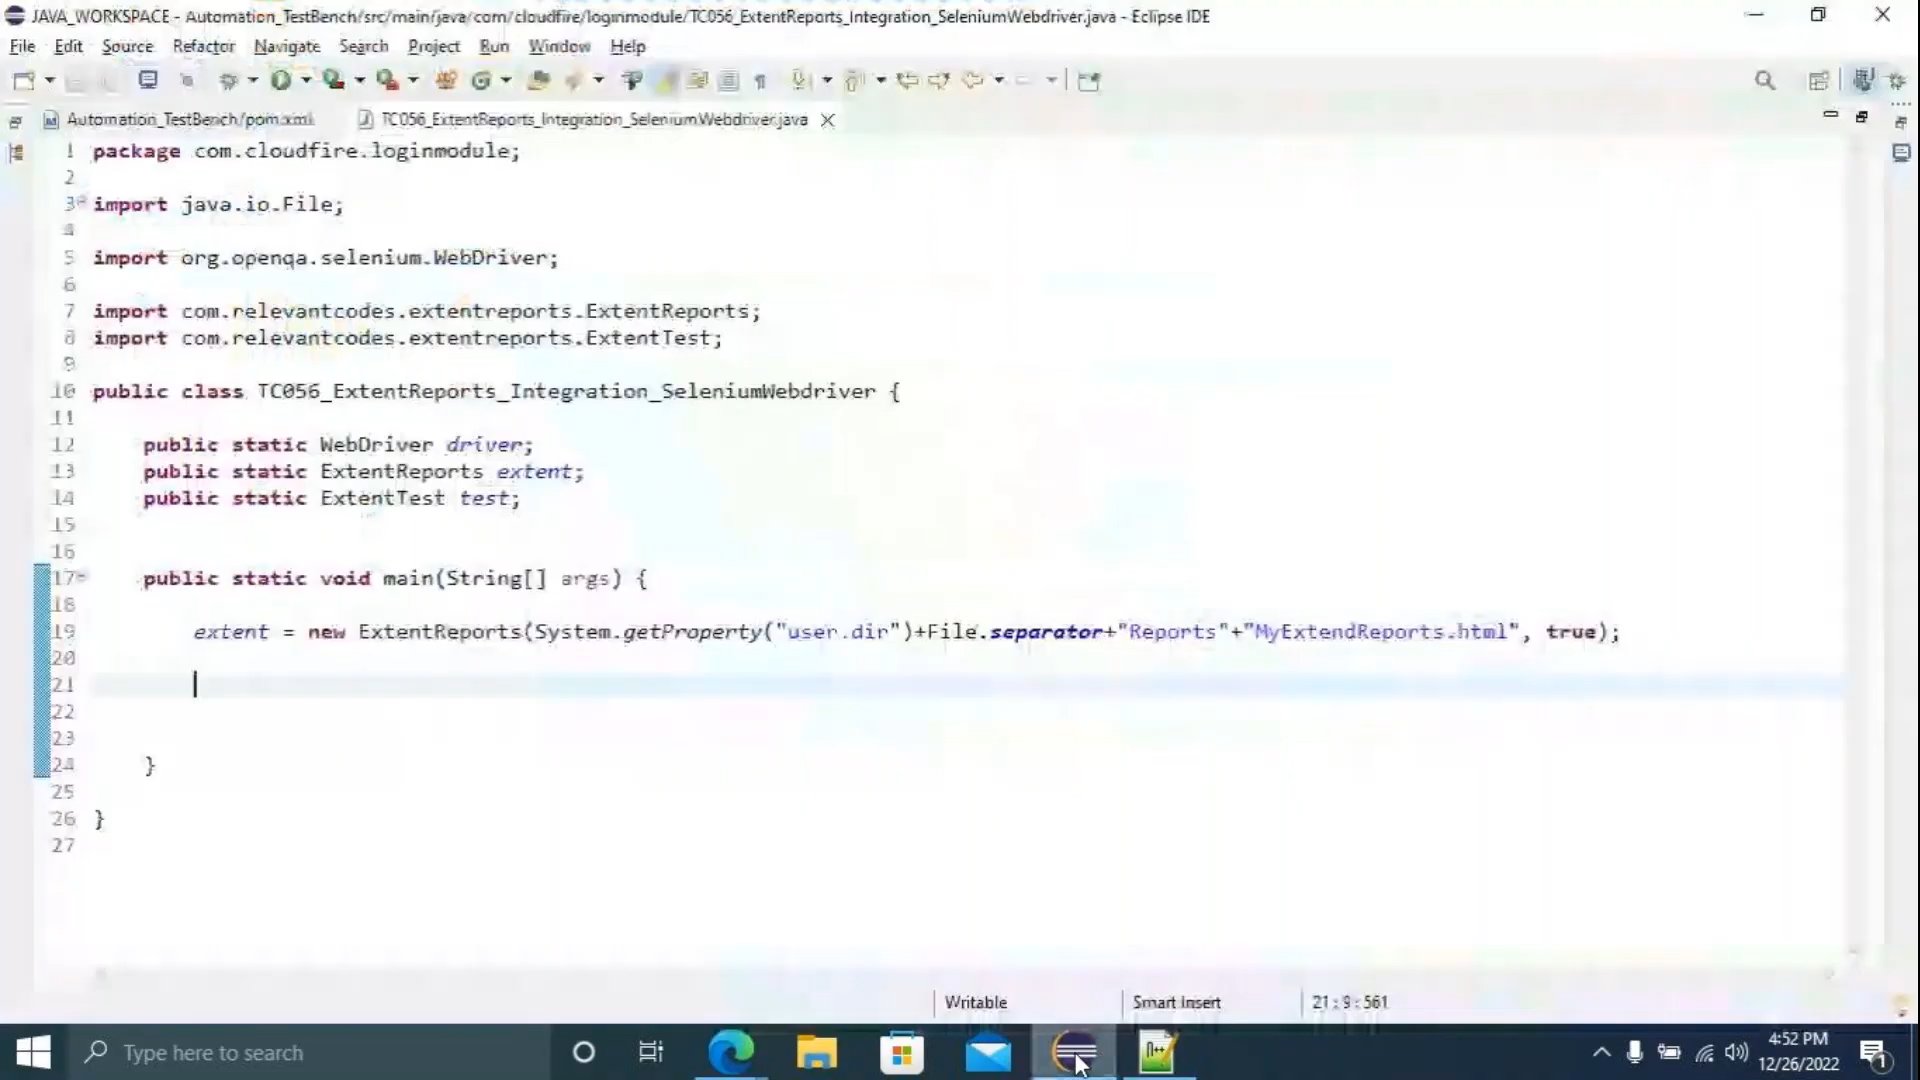 JAVA_WORKSPACE - Automation_TestBench/src/main/java/com/cloudfire/loginmodule/TC056_ExtentReports_Integration_SeleniumWebdriver.java - Eclipse IDE
File Edit Source Refactor Navigate Search Project Run Window Help
Automation_TestBench/pom.xml TC056_ExtentReports_Integration_SeleniumWebdriver.java
1 package com.cloudfire.loginmodule;
2
3 import java.io.File;
4
5 import org.openqa.selenium.WebDriver;
6
7 import com.relevantcodes.extentreports.ExtentReports;
8 import com.relevantcodes.extentreports.ExtentTest;
9
10 public class TC056_ExtentReports_Integration_SeleniumWebdriver {
11
12 public static WebDriver driver;
13 public static ExtentReports extent;
14 public static ExtentTest test;
15
16
17 public static void main(String[] args) {
18
19 extent = new ExtentReports(System.getProperty("user.dir")+File.separator+"Reports"+"MyExtendReports.html", true);
20
21
22
23
24 }
25
26 }
27
Writable Smart Insert 21 : 9 : 561
Type here to search
4:52 PM
12/26/2022
1